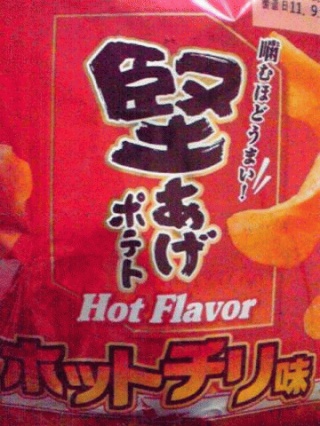 噛むほどうまい!
堅あげ
ポテト
Hot Flavor
ホットチリ味